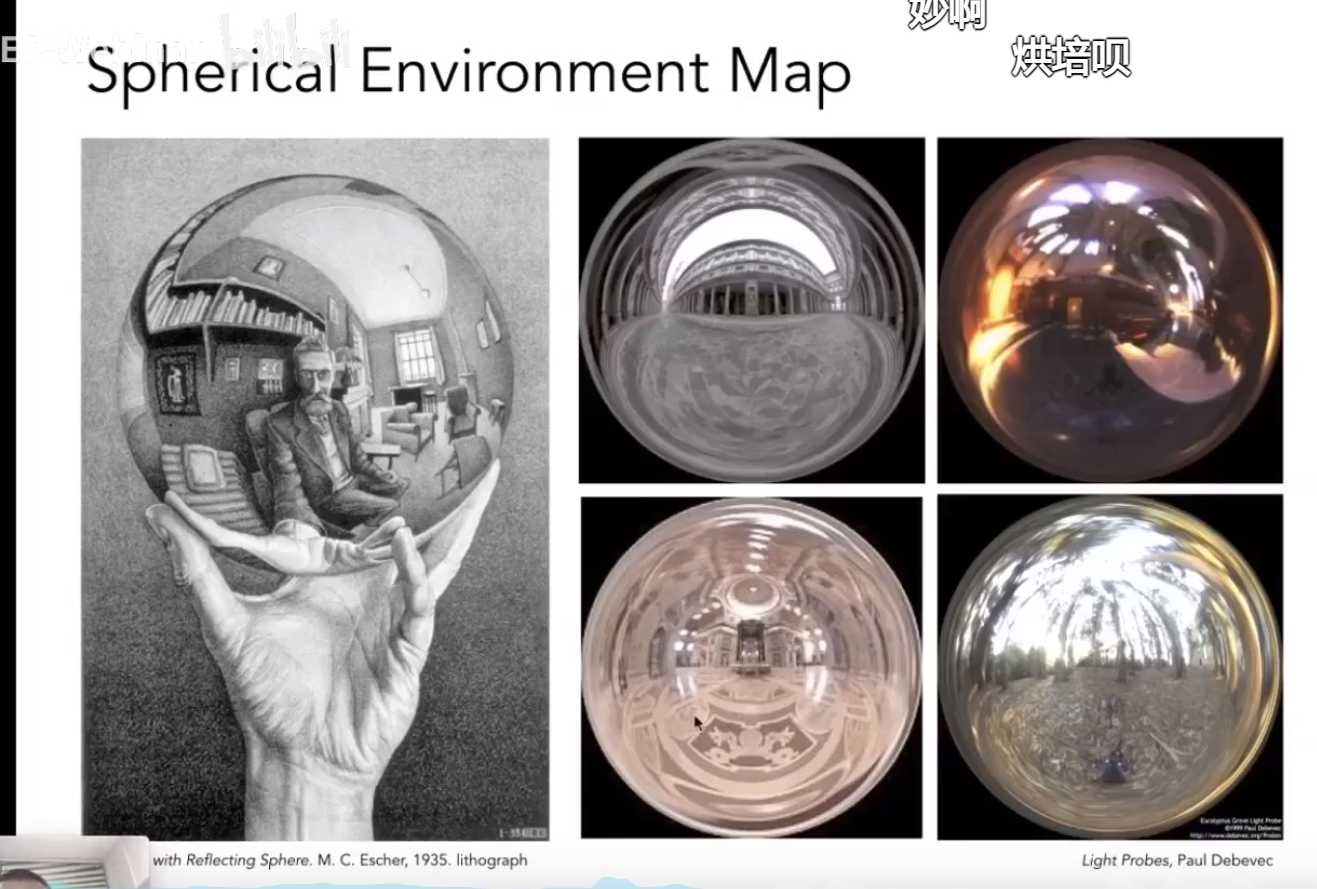 妙啊
烘培呗
bilibili
Spherical Environment Map
with Reflecting Sphere. M. C. Escher, 1935. lithograph
Eucalyptus Grove Light Probe
©1999 Paul Debevec
http://www.debevec.org/Probes
Light Probes, Paul Debevec